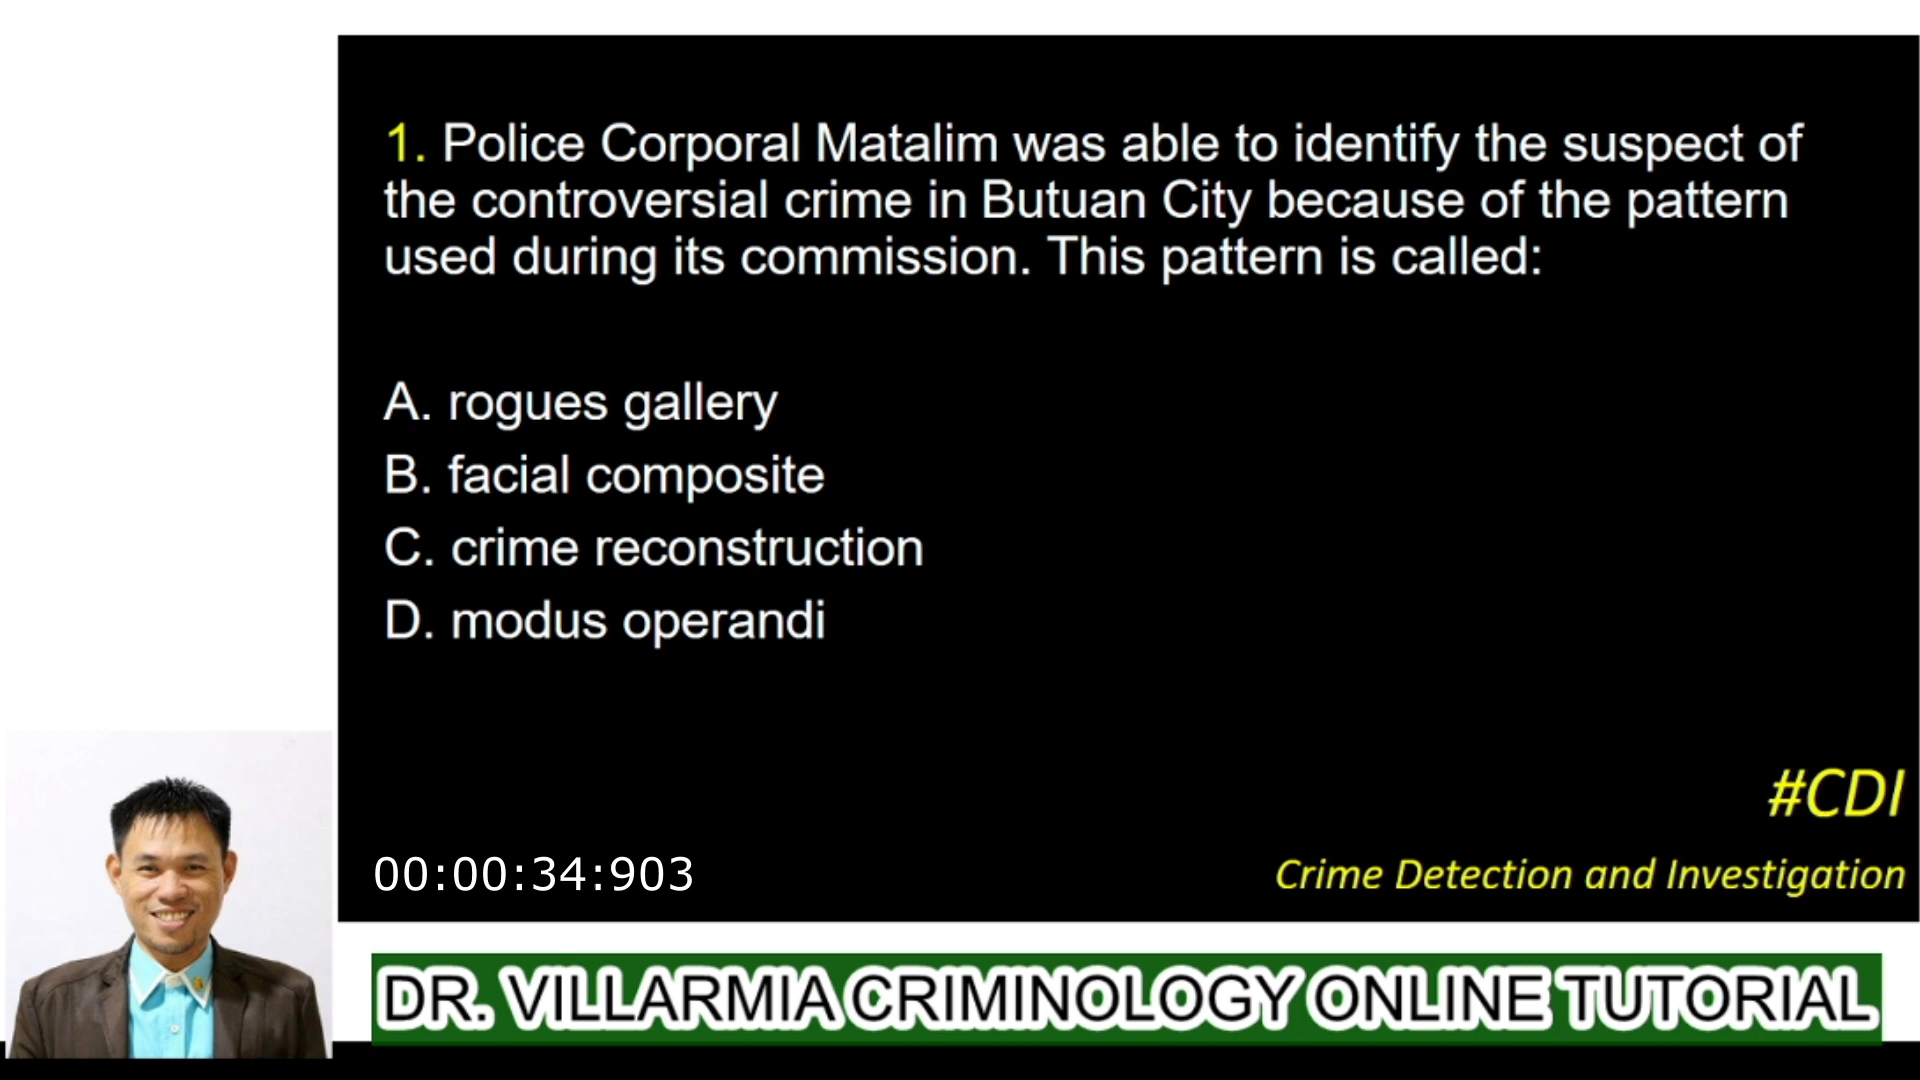 1. Police Corporal Matalim was able to identify the suspect of
the controversial crime in Butuan City because of the pattern
used during its commission. This pattern is called:
A. rogues gallery
B. facial composite
C. crime reconstruction
D. modus operandi
#CDI
00:00:34:903
Crime Detection and Investigation
DR. VILLARMIA CRIMINOLOGY ONLINE TUTORIAL